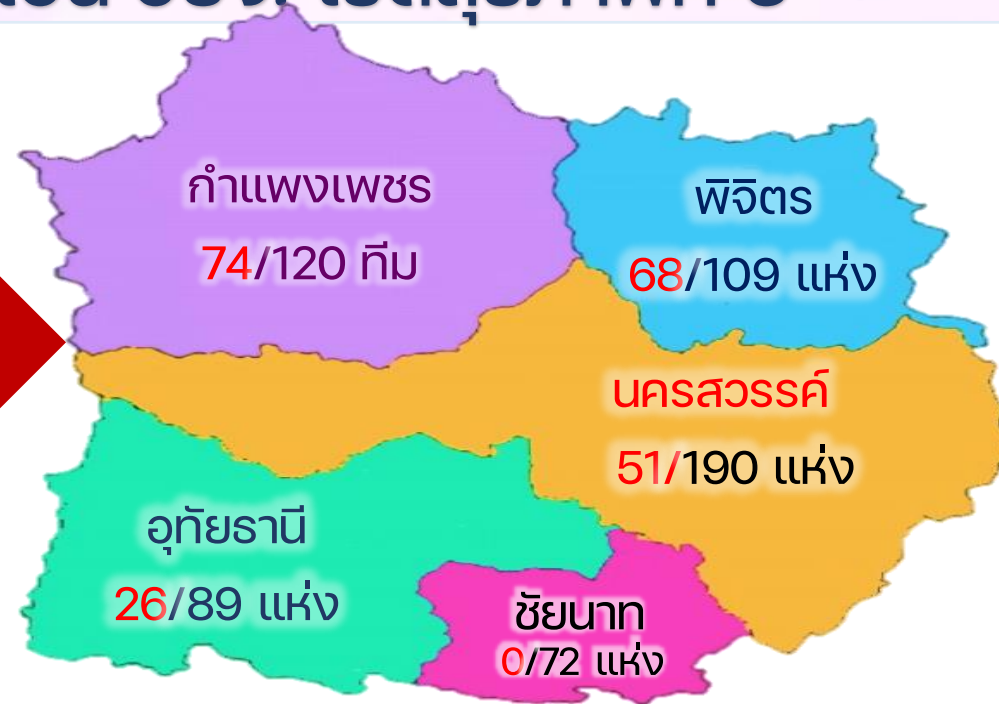 กำแพงเพชร
74/120 ทีม
พิจิตร
68/109 แห่ง
นครสวรรค์
51/190 แห่ง
อุทัยธานี
26/89 แห่ง
ชัยนาท
0/72 แห่ง